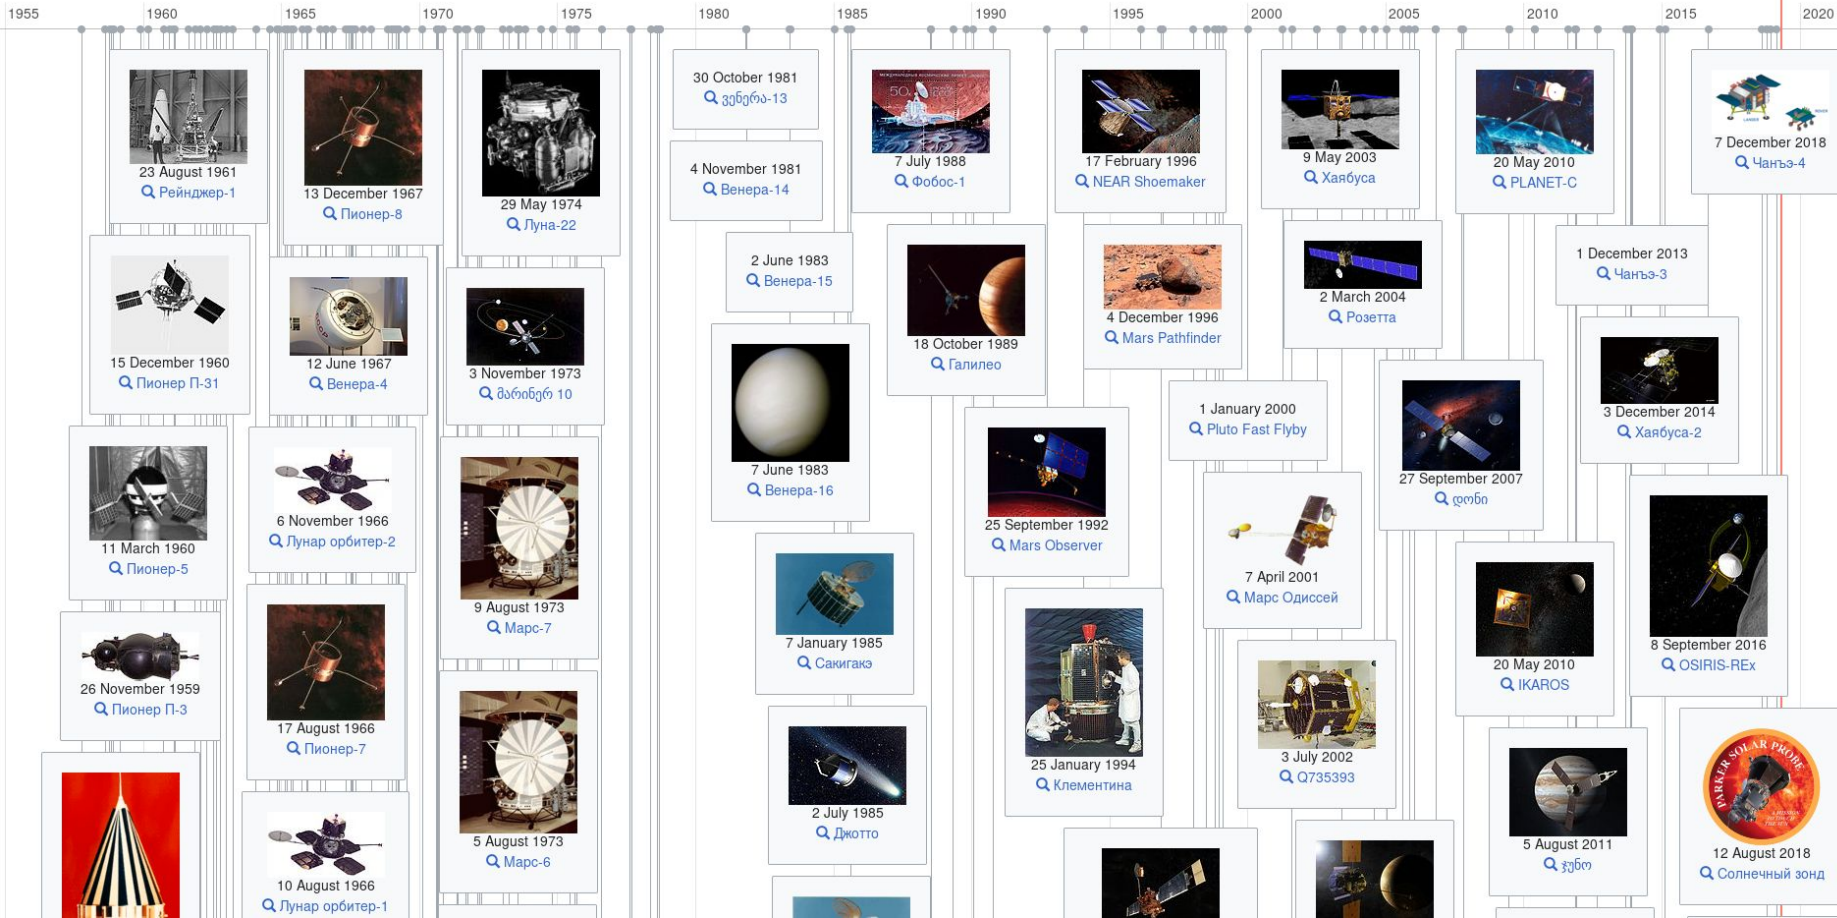 1955
1960
1965
1970
1975
1980
1985
1990
1995
2000
2005
2010
2015
2020
23 August 1961
Рейнджер-1
15 December 1960
Пионер П-31
11 March 1960
Пионер-5
26 November 1959
Пионер П-3
13 December 1967
Пионер-8
12 June 1967
Венера-4
6 November 1966
Лунар орбитер-2
17 August 1966
Пионер-7
10 August 1966
Лунар орбитер-1
29 May 1974
Луна-22
3 November 1973
მარინერ 10
9 August 1973
Марс-7
5 August 1973
Марс-6
30 October 1981
ვენერა-13
4 November 1981
Венера-14
2 June 1983
Венера-15
7 June 1983
Венера-16
7 January 1985
Сакигакэ
2 July 1985
Джотто
7 July 1988
Фобос-1
18 October 1989
Галилео
25 September 1992
Mars Observer
25 January 1994
Клементина
17 February 1996
NEAR Shoemaker
4 December 1996
Mars Pathfinder
1 January 2000
Pluto Fast Flyby
7 April 2001
Марс Одиссей
3 July 2002
Q735393
9 May 2003
Хаябуса
2 March 2004
Розетта
27 September 2007
დონი
20 May 2010
PLANET-C
20 May 2010
IKAROS
5 August 2011
ჯუნო
1 December 2013
Чанъэ-3
3 December 2014
Хаябуса-2
8 September 2016
OSIRIS-REx
7 December 2018
Чанъэ-4
PARKER SOLAR PROBE
12 August 2018
Солнечный зонд